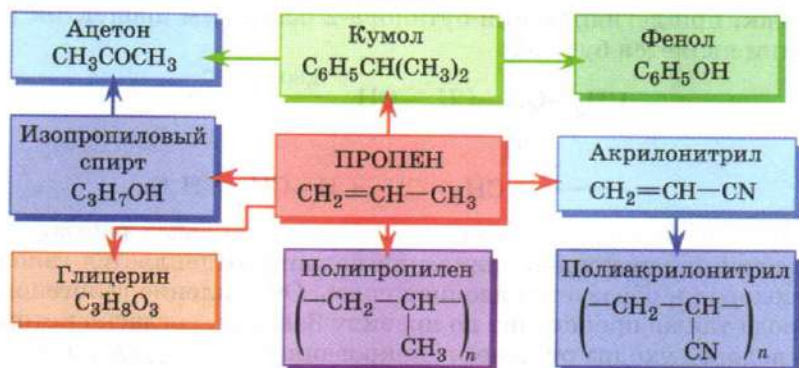 Ацетон
CH₃COCH₃
Кумол
C₆H₅CH(CH₃)₂
Фенол
C₆H₅OH
Изопропиловый
спирт
C₃H₇OH
ПРОПЕН
CH₂=CH—CH₃
Акрилонитрил
CH₂=CH—CN
Глицерин
C₃H₈O₃
Полипропилен
(—CH₂—CH—)ₙ
CH₃
Полиакрилонитрил
(—CH₂—CH—)ₙ
CN